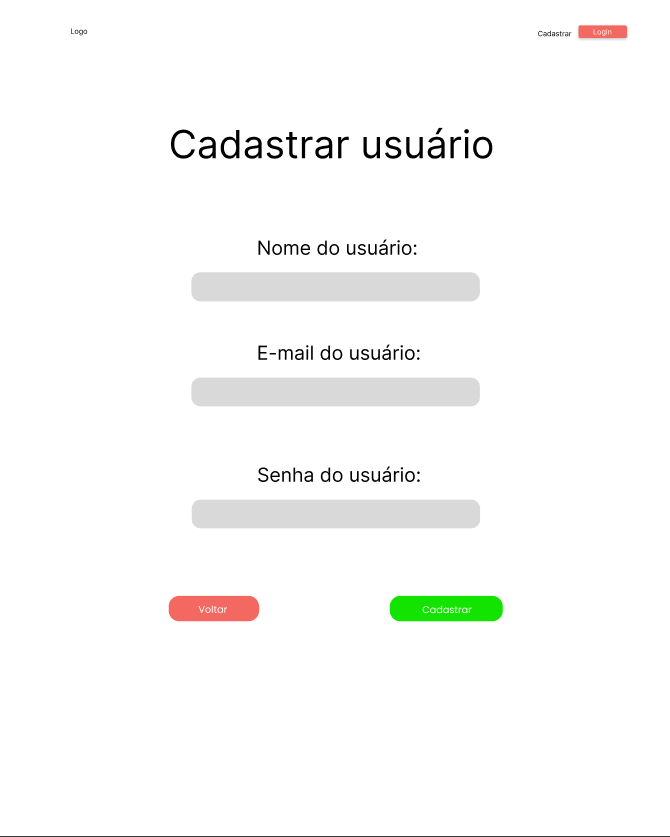 Logo
Cadastrar
Login
Cadastrar usuário
Nome do usuário:
E-mail do usuário:
Senha do usuário:
Voltar
Cadastrar